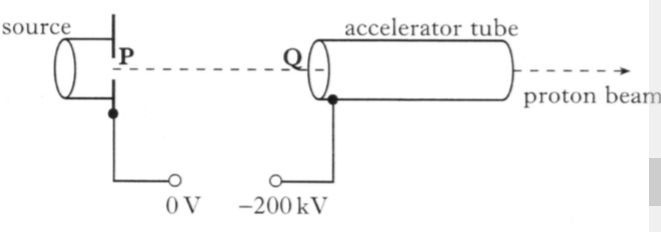 source
accelerator tube
P
Q
proton beam
0 V
−200 kV